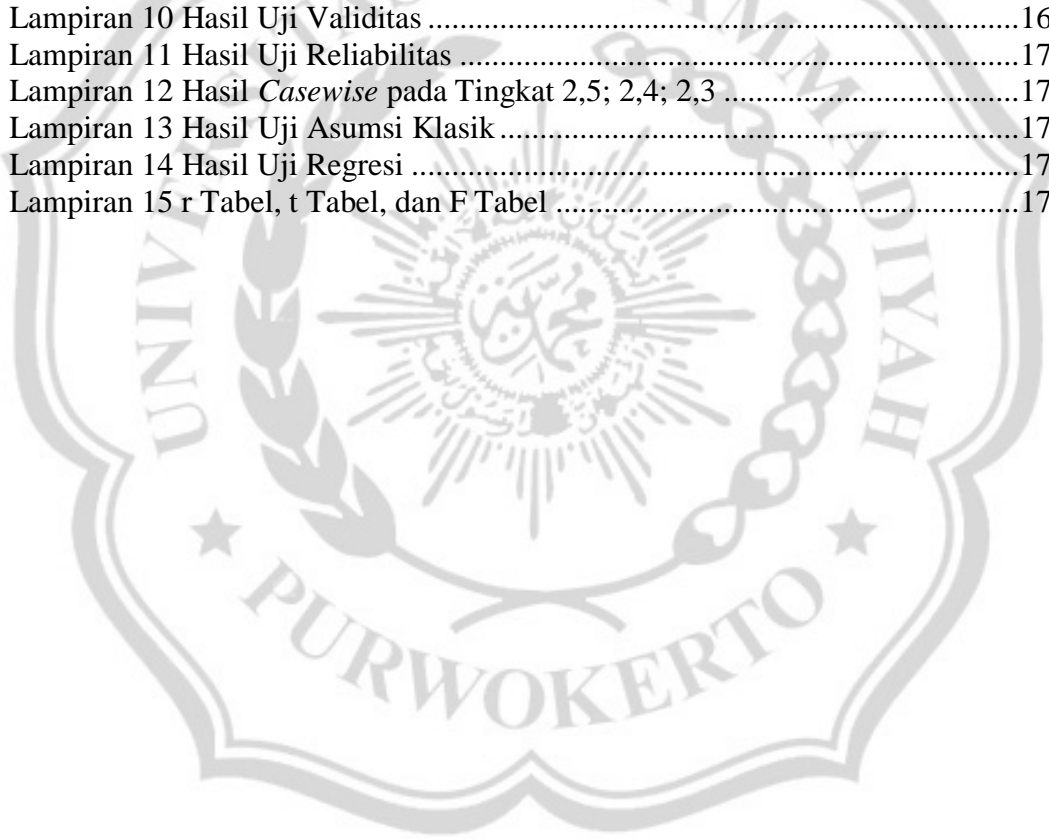 Lampiran 10 Hasil Uji Validitas ........................................................................... 16
Lampiran 11 Hasil Uji Reliabilitas ....................................................................... 17
Lampiran 12 Hasil Casewise pada Tingkat 2,5; 2,4; 2,3 ....................................... 17
Lampiran 13 Hasil Uji Asumsi Klasik .................................................................. 17
Lampiran 14 Hasil Uji Regresi ............................................................................. 17
Lampiran 15 r Tabel, t Tabel, dan F Tabel ........................................................... 17
PURWOKERTO